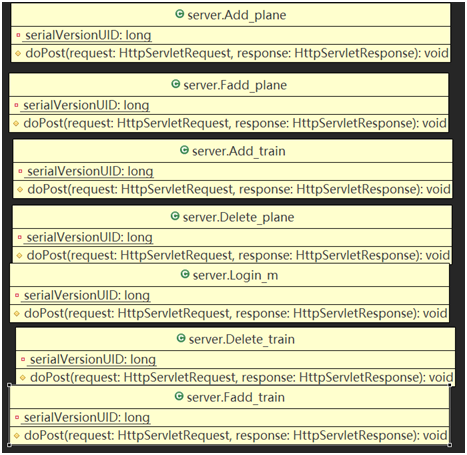 server.Add_plane
serialVersionUID: long
doPost(request: HttpServletRequest, response: HttpServletResponse): void
server.Fadd_plane
serialVersionUID: long
doPost(request: HttpServletRequest, response: HttpServletResponse): void
server.Add_train
serialVersionUID: long
doPost(request: HttpServletRequest, response: HttpServletResponse): void
server.Delete_plane
serialVersionUID: long
doPost(request: HttpServletRequest, response: HttpServletResponse): void
server.Login_m
serialVersionUID: long
doPost(request: HttpServletRequest, response: HttpServletResponse): void
server.Delete_train
serialVersionUID: long
doPost(request: HttpServletRequest, response: HttpServletResponse): void
server.Fadd_train
serialVersionUID: long
doPost(request: HttpServletRequest, response: HttpServletResponse): void